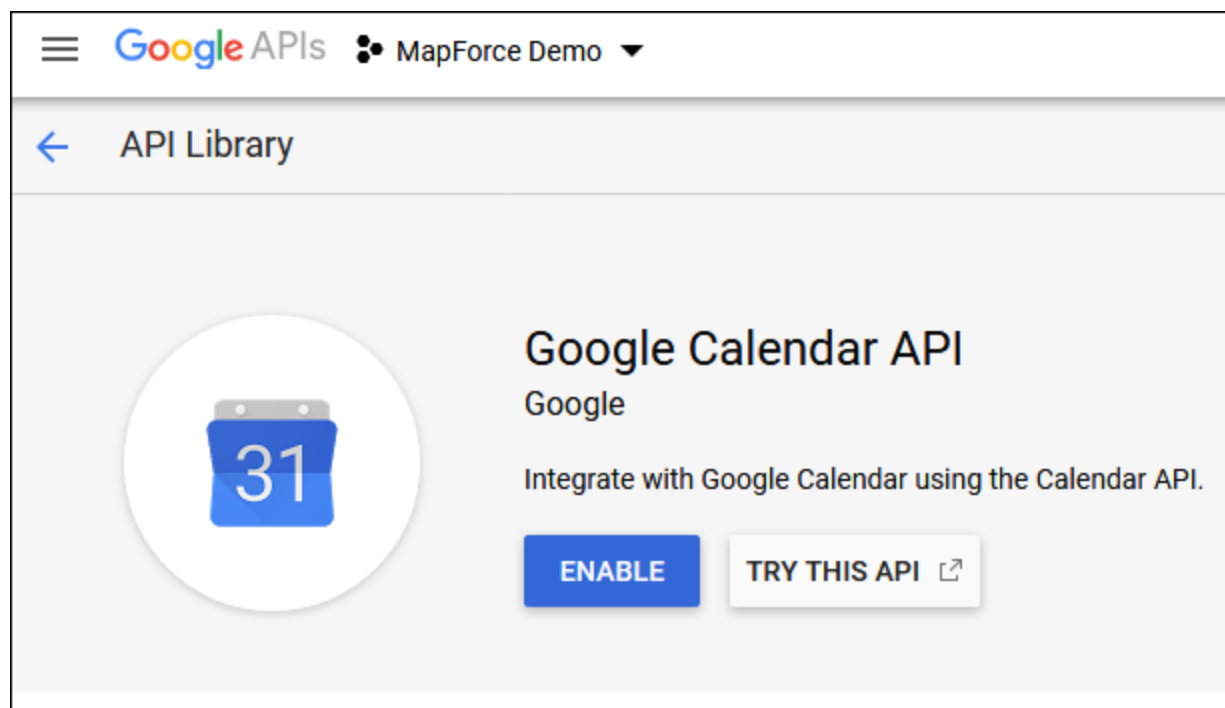 Google APIs MapForce Demo
API Library
Google Calendar API
Google
31
Integrate with Google Calendar using the Calendar API.
ENABLE TRY THIS API